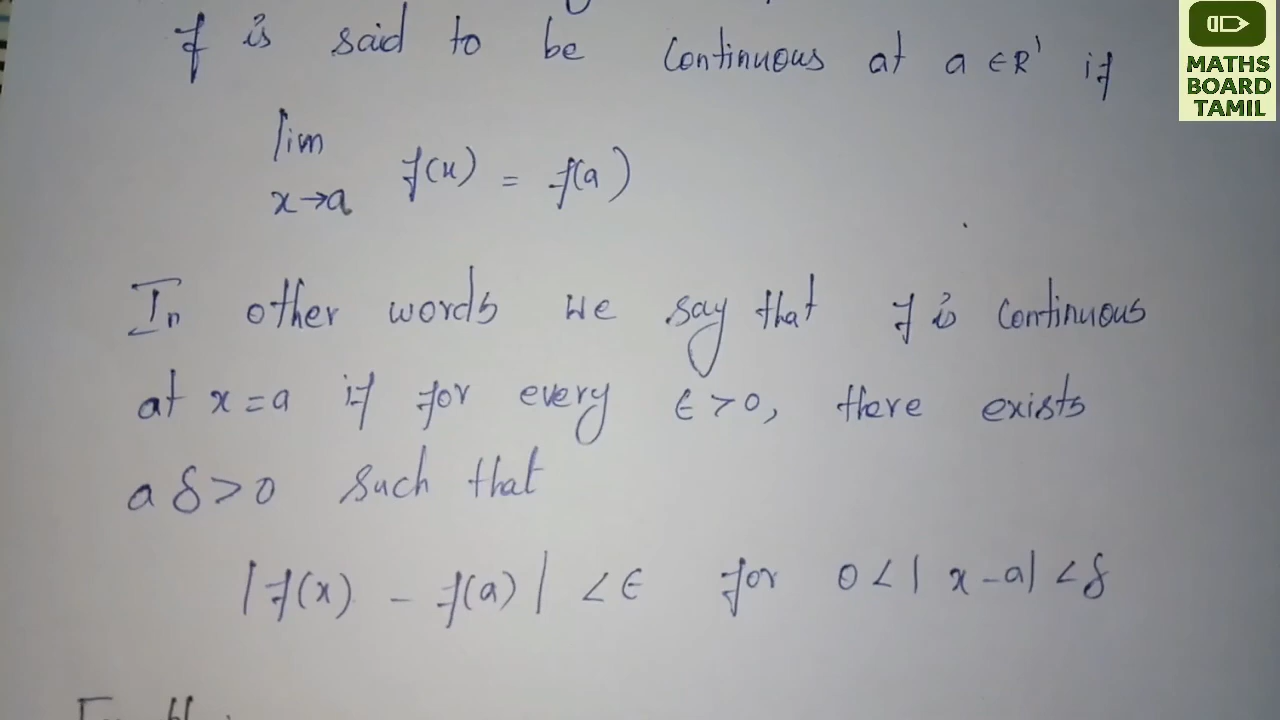 f is said to be continuous at a ∈ R¹ if
lim f(x) = f(a)
x→a
In other words we say that f is continuous
at x = a if for every ε > 0, there exists
a δ > 0 such that
|f(x) - f(a)| < ε for 0 < | x - a| < δ
MATHS
BOARD
TAMIL